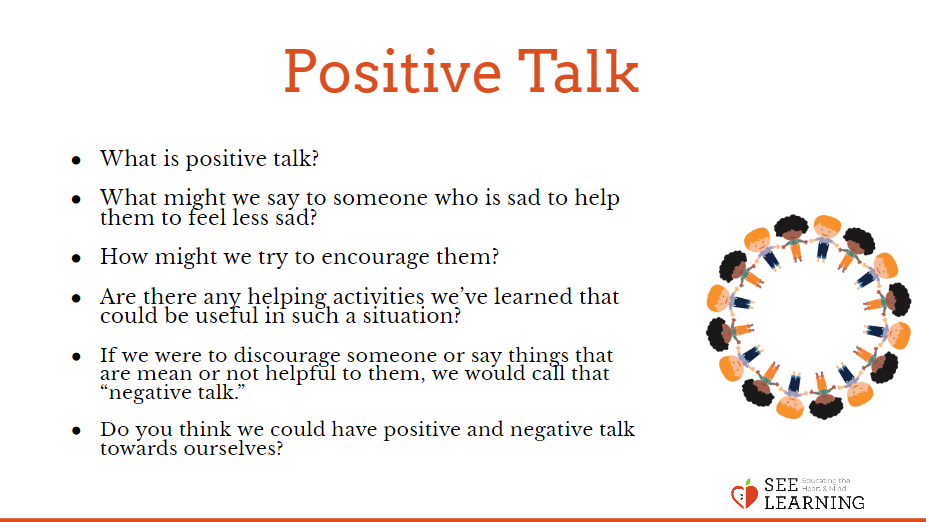 Positive Talk
● What is positive talk?
● What might we say to someone who is sad to help
them to feel less sad?
● How might we try to encourage them?
● Are there any helping activities we’ve learned that
could be useful in such a situation?
● If we were to discourage someone or say things that
are mean or not helpful to them, we would call that
“negative talk.”
● Do you think we could have positive and negative talk
towards ourselves?
SEE Educating the
Heart & Mind
LEARNING